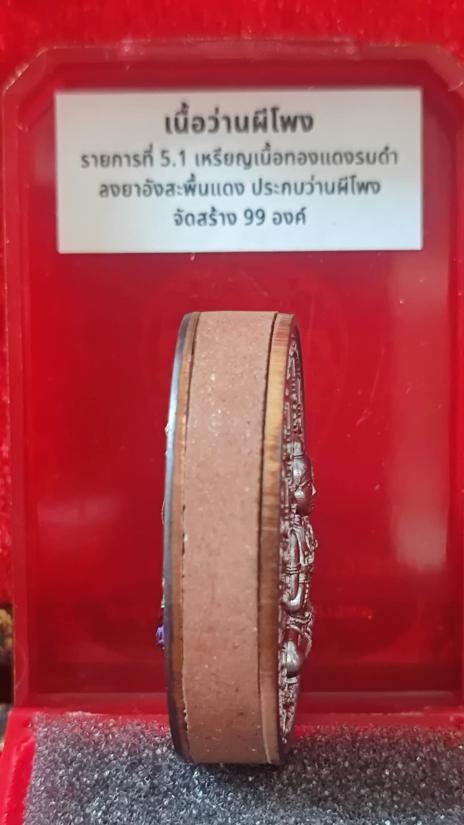 เนื้อว่านผีโพง
รายการที่ 5.1 เหรียญเนื้อทองแดงรมดำ
ลงยาอังสะพื้นแดง ประกบว่านผีโพง
จัดสร้าง 99 องค์